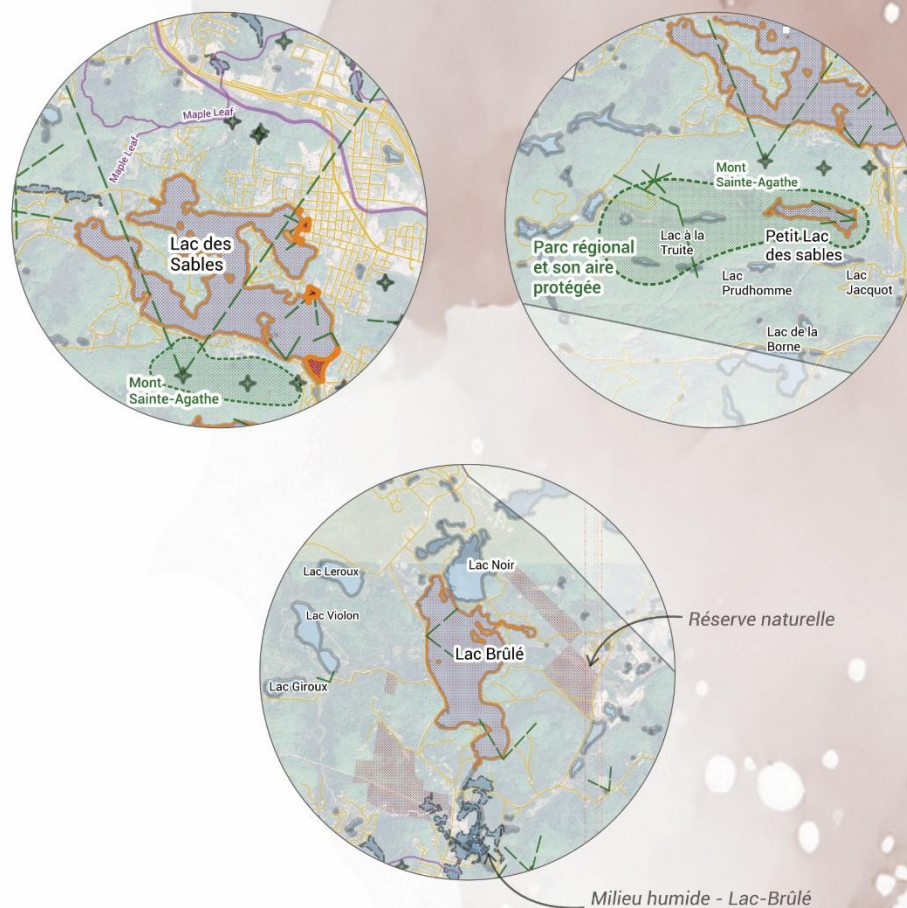 Maple Leaf
Maple Leaf
Lac des
Sables
Mont
Sainte-Agathe
Mont
Sainte-Agathe
Parc régional
et son aire
protégée
Lac à la
Truite
Petit Lac
des sables
Lac
Prudhomme
Lac
Jacquot
Lac de la
Borne
Lac Noir
Lac Leroux
Lac Violon
Lac Brûlé
Lac Giroux
Réserve naturelle
Milieu humide - Lac-Brûlé